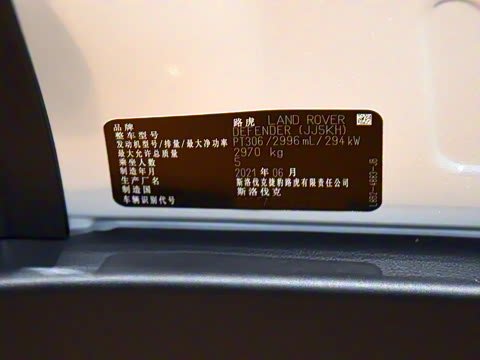 品牌 路虎 LAND ROVER
整车型号 DEFENDER (JJ5KH)
发动机型号/排量/最大净功率 PT306/2996 mL/294 kW
最大允许总质量 2970 kg
乘坐人数 5
制造年月 2021 年 06 月
生产厂名 斯洛伐克捷豹路虎有限责任公司
制造国 斯洛伐克
车辆识别代号